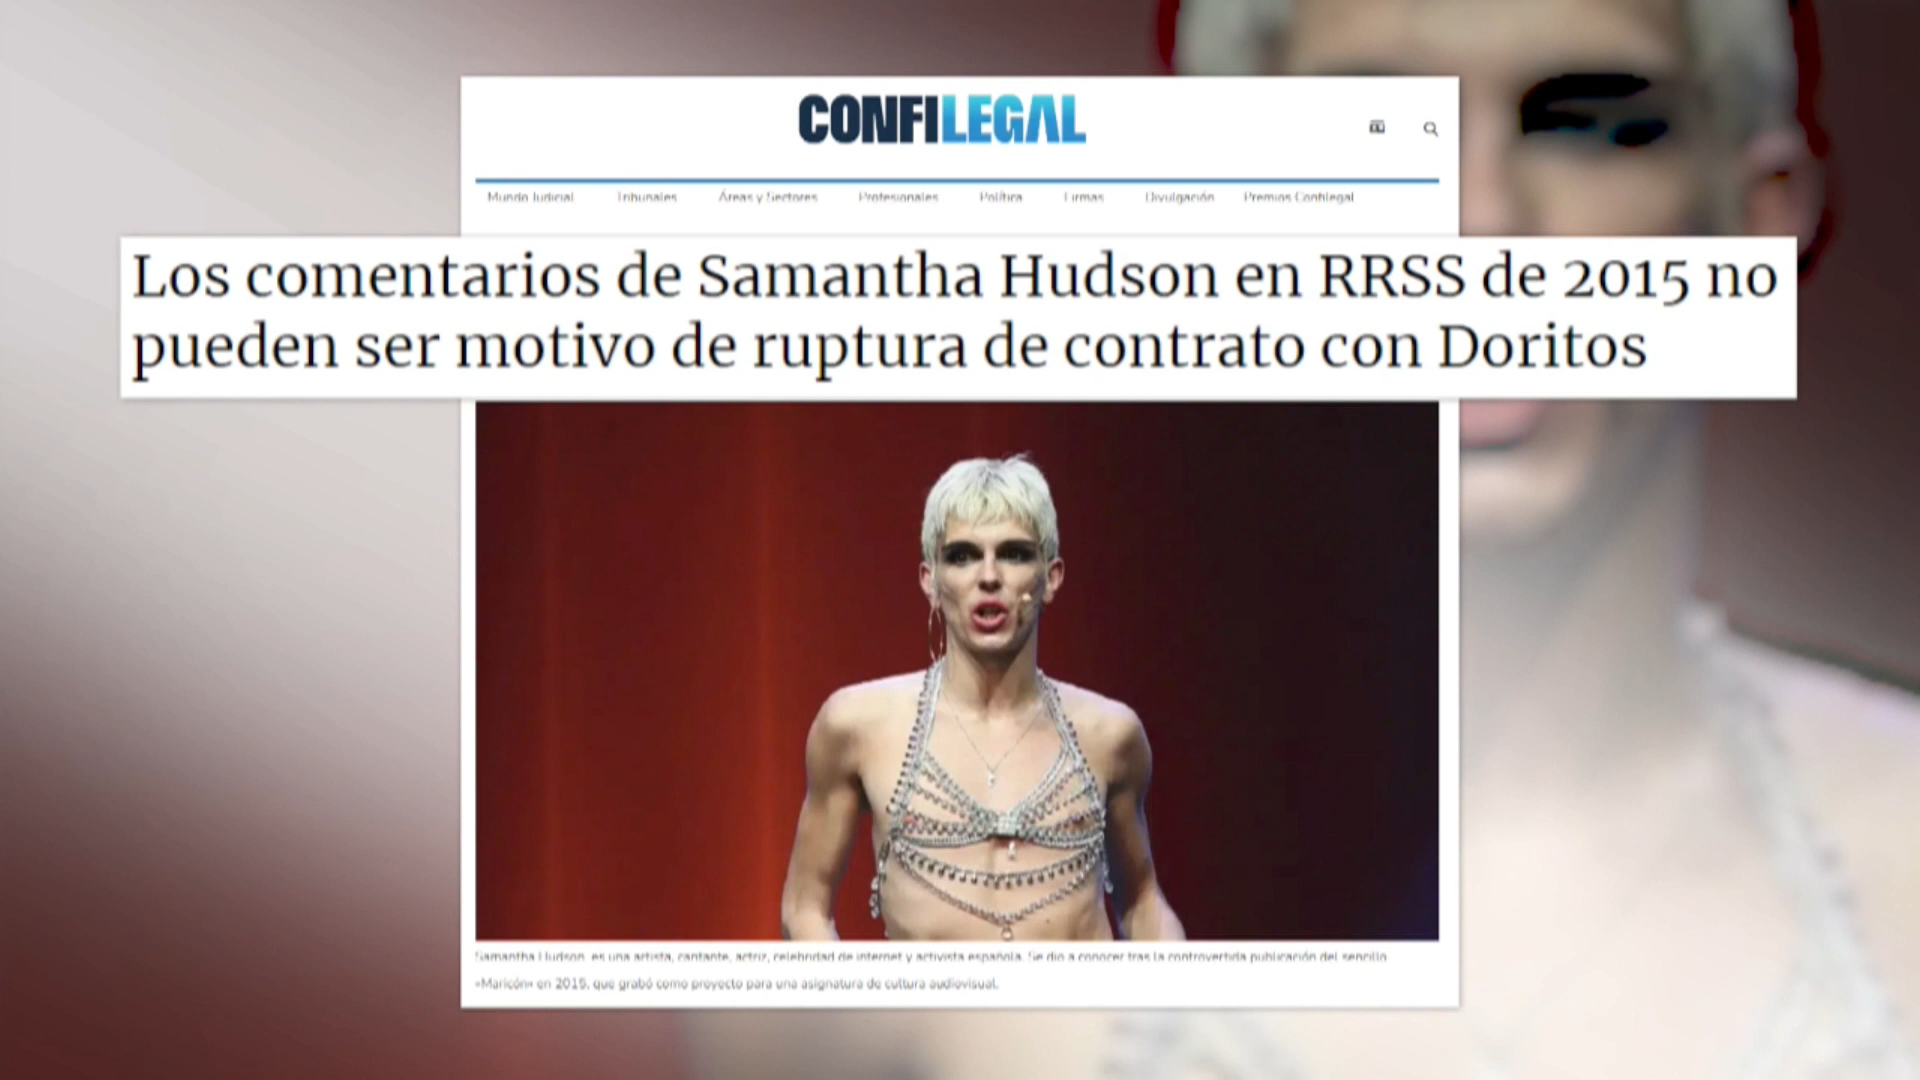 CONFILEGAL
Mundo Judicial Tribunales Áreas y Sectores Profesionales Política Firmas Divulgación Premios Confilegal
Los comentarios de Samantha Hudson en RRSS de 2015 no
pueden ser motivo de ruptura de contrato con Doritos
Samantha Hudson, es una artista, cantante, actriz, celebridad de internet y activista española. Se dio a conocer tras la controvertida publicación del sencillo
«Maricón» en 2015, que grabó como proyecto para una asignatura de cultura audiovisual.